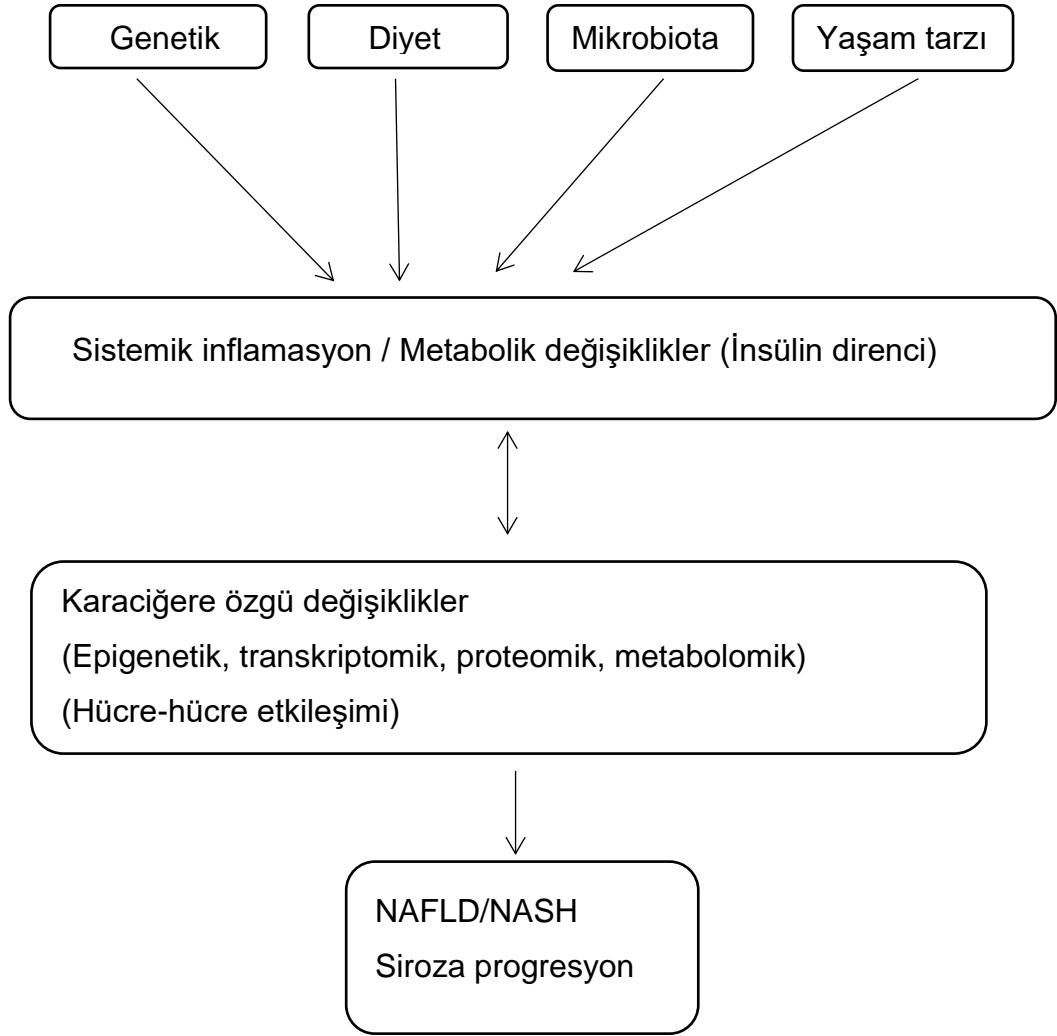 Genetik
Diyet
Mikrobiota
Yaşam tarzı
Sistemik inflamasyon / Metabolik değişiklikler (İnsülin direnci)
Karaciğere özgü değişiklikler
(Epigenetik, transkriptomik, proteomik, metabolomik)
(Hücre-hücre etkileşimi)
NAFLD/NASH
Siroza progresyon